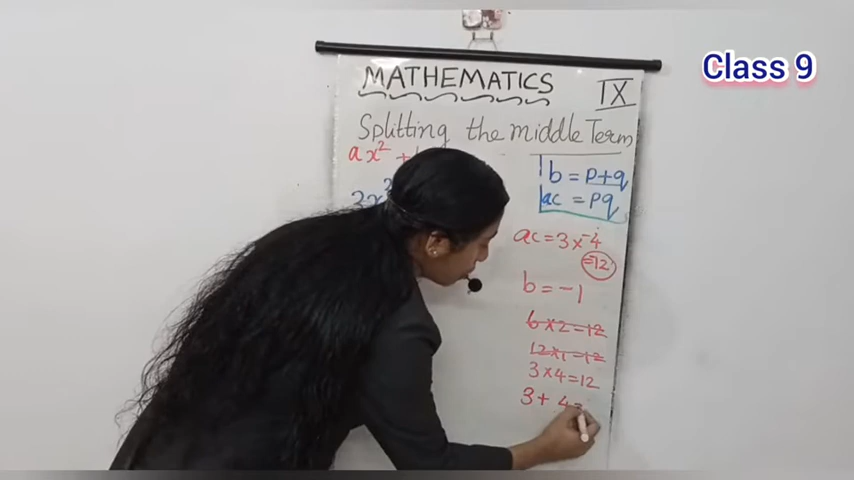 Class 9
MATHEMATICS IX
Splitting the middle Term
ax² +
b = p+q
ac = pq
ac = 3 x -4
= -12
b = -1
6 x 2 = 12
12 x 1 = 12
3 x 4 = 12
3 + 4 =